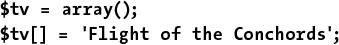 $tv = array();
$tv[] = 'Flight of the Conchords';